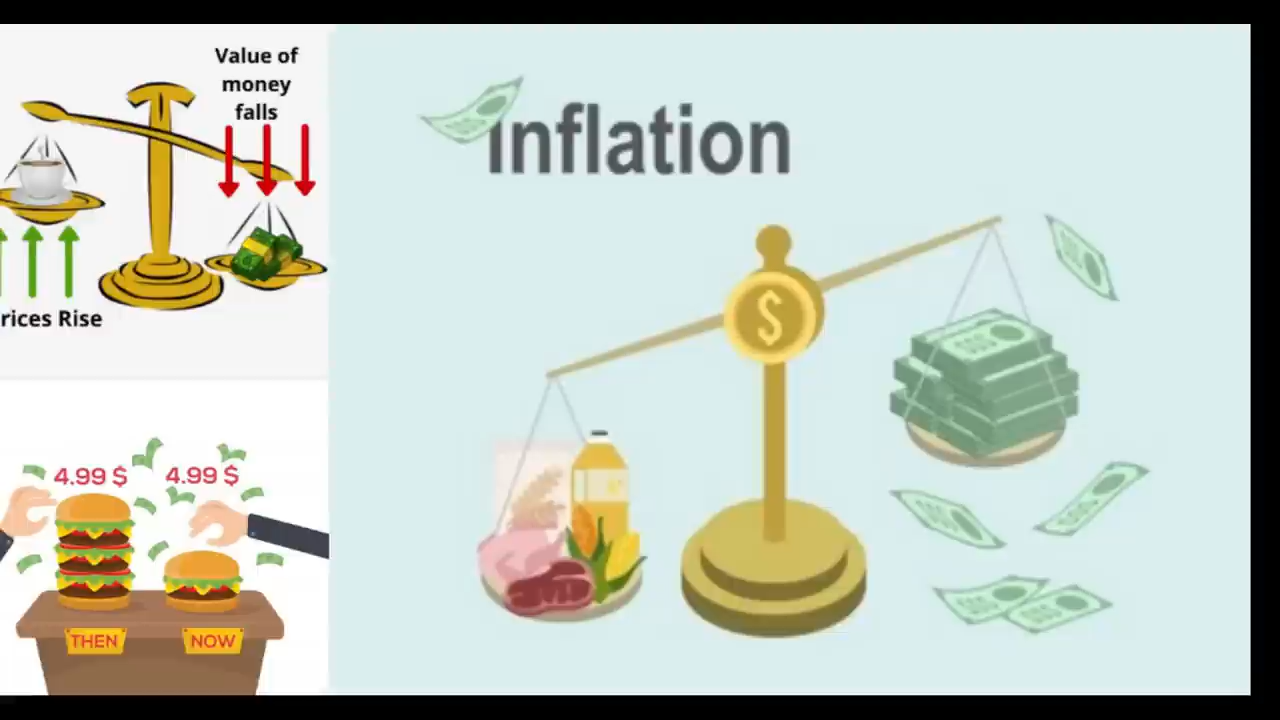 Value of
money
falls
rices Rise
Inflation
$
4.99 $ 4.99 $
THEN NOW